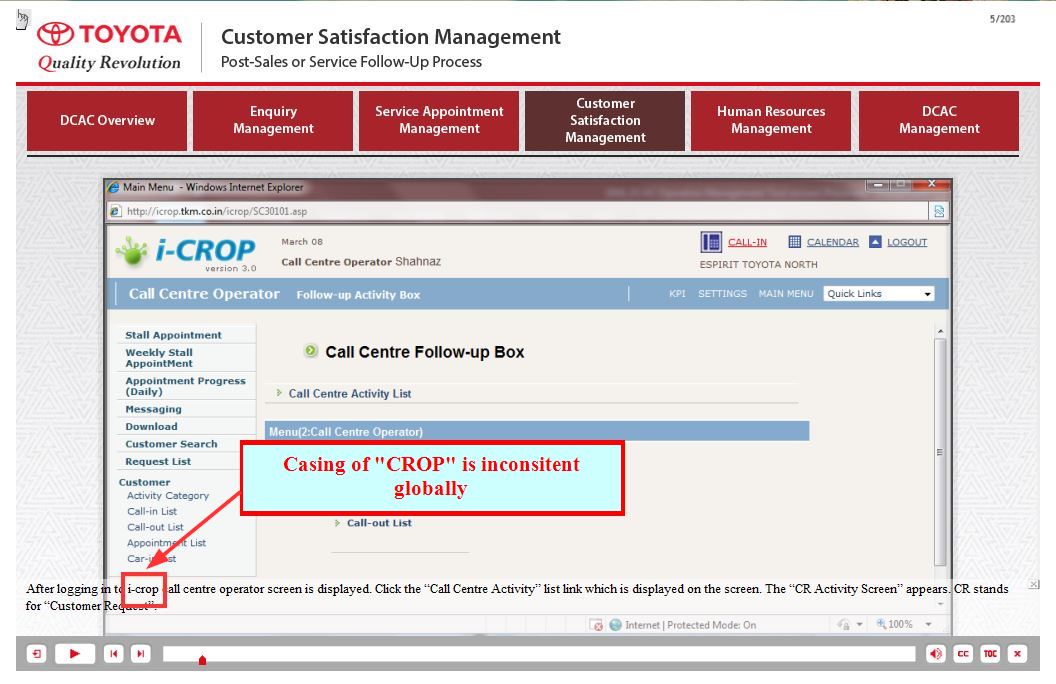 5/203
TOYOTA
Quality Revolution
Customer Satisfaction Management
Post-Sales or Service Follow-Up Process
DCAC Overview
Enquiry
Management
Service Appointment
Management
Customer
Satisfaction
Management
Human Resources
Management
DCAC
Management
Main Menu - Windows Internet Explorer
http://icrop.tkm.co.in/icrop/SC30101.asp
i-CROP
version 3.0
March 08
Call Centre Operator Shahnaz
CALL-IN
CALENDAR
LOGOUT
ESPIRIT TOYOTA NORTH
Call Centre Operator Follow-up Activity Box
KPI SETTINGS MAIN MENU Quick Links
Stall Appointment
Weekly Stall
AppointMent
Appointment Progress
(Daily)
Messaging
Download
Customer Search
Request List
Customer
Activity Category
Call-in List
Call-out List
Appointment List
Call Centre Follow-up Box
Call Centre Activity List
Menu(2:Call Centre Operator)
Casing of "CROP" is inconsitent
globally
Call-out List
After logging in to i-crop call centre operator screen is displayed. Click the “Call Centre Activity” list link which is displayed on the screen. The “CR Activity Screen” appears. CR stands
for “Customer Request”.
Internet | Protected Mode: On
100%
CC
TOC